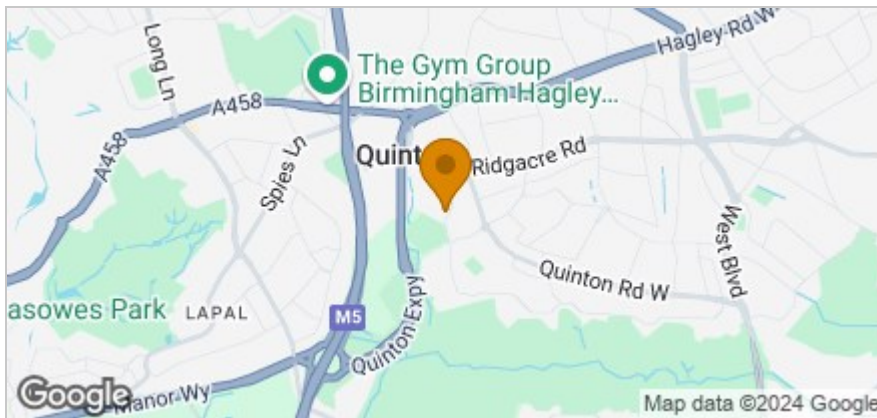 Long Ln
Hagley Rd W
The Gym Group
Birmingham Hagley...
A458
A458
Spies Ln
Quint
Ridgacre Rd
West Blvd
Quinton Rd W
asowes Park
LAPAL
M5
Quinton Expy
Manor Wy
Google
Map data ©2024 Google